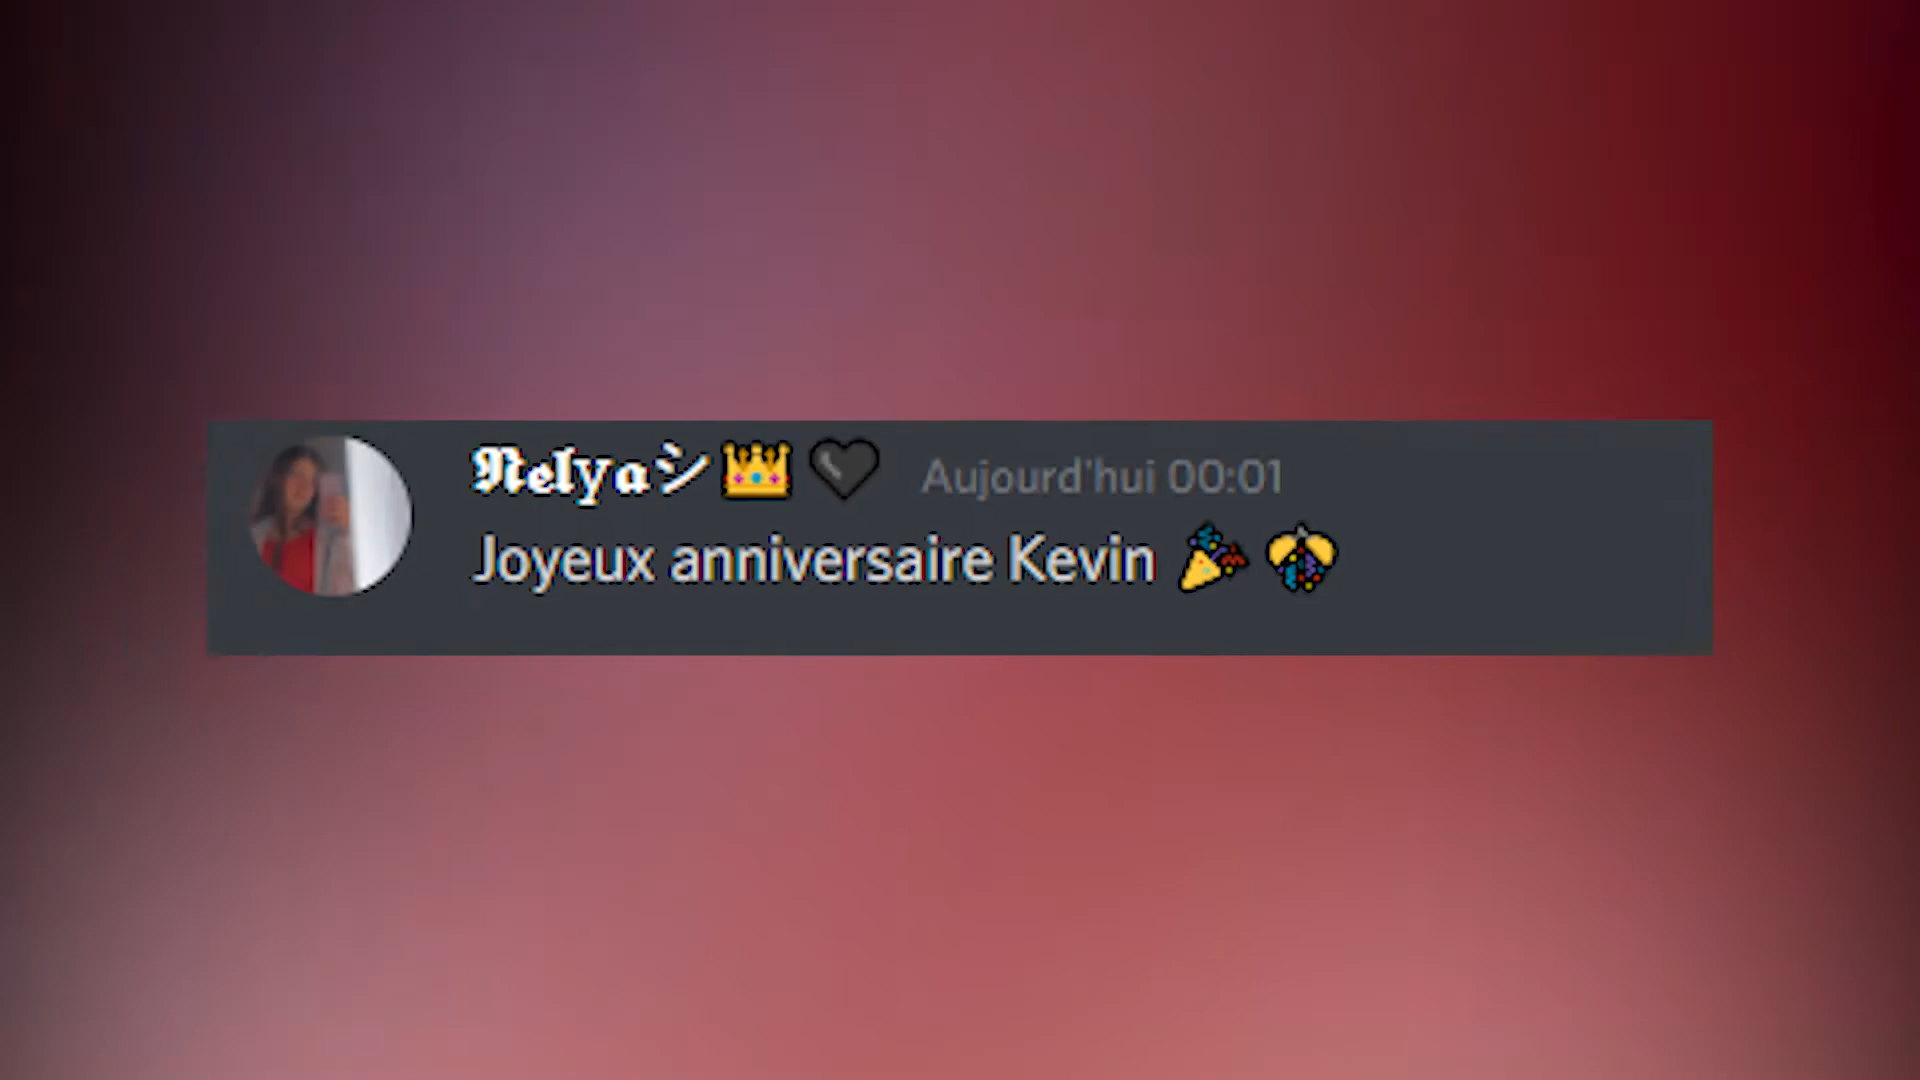 𝕹𝖊𝖑𝖞𝖆シ👑🖤 Aujourd'hui 00:01
Joyeux anniversaire Kevin 🎉 🎊